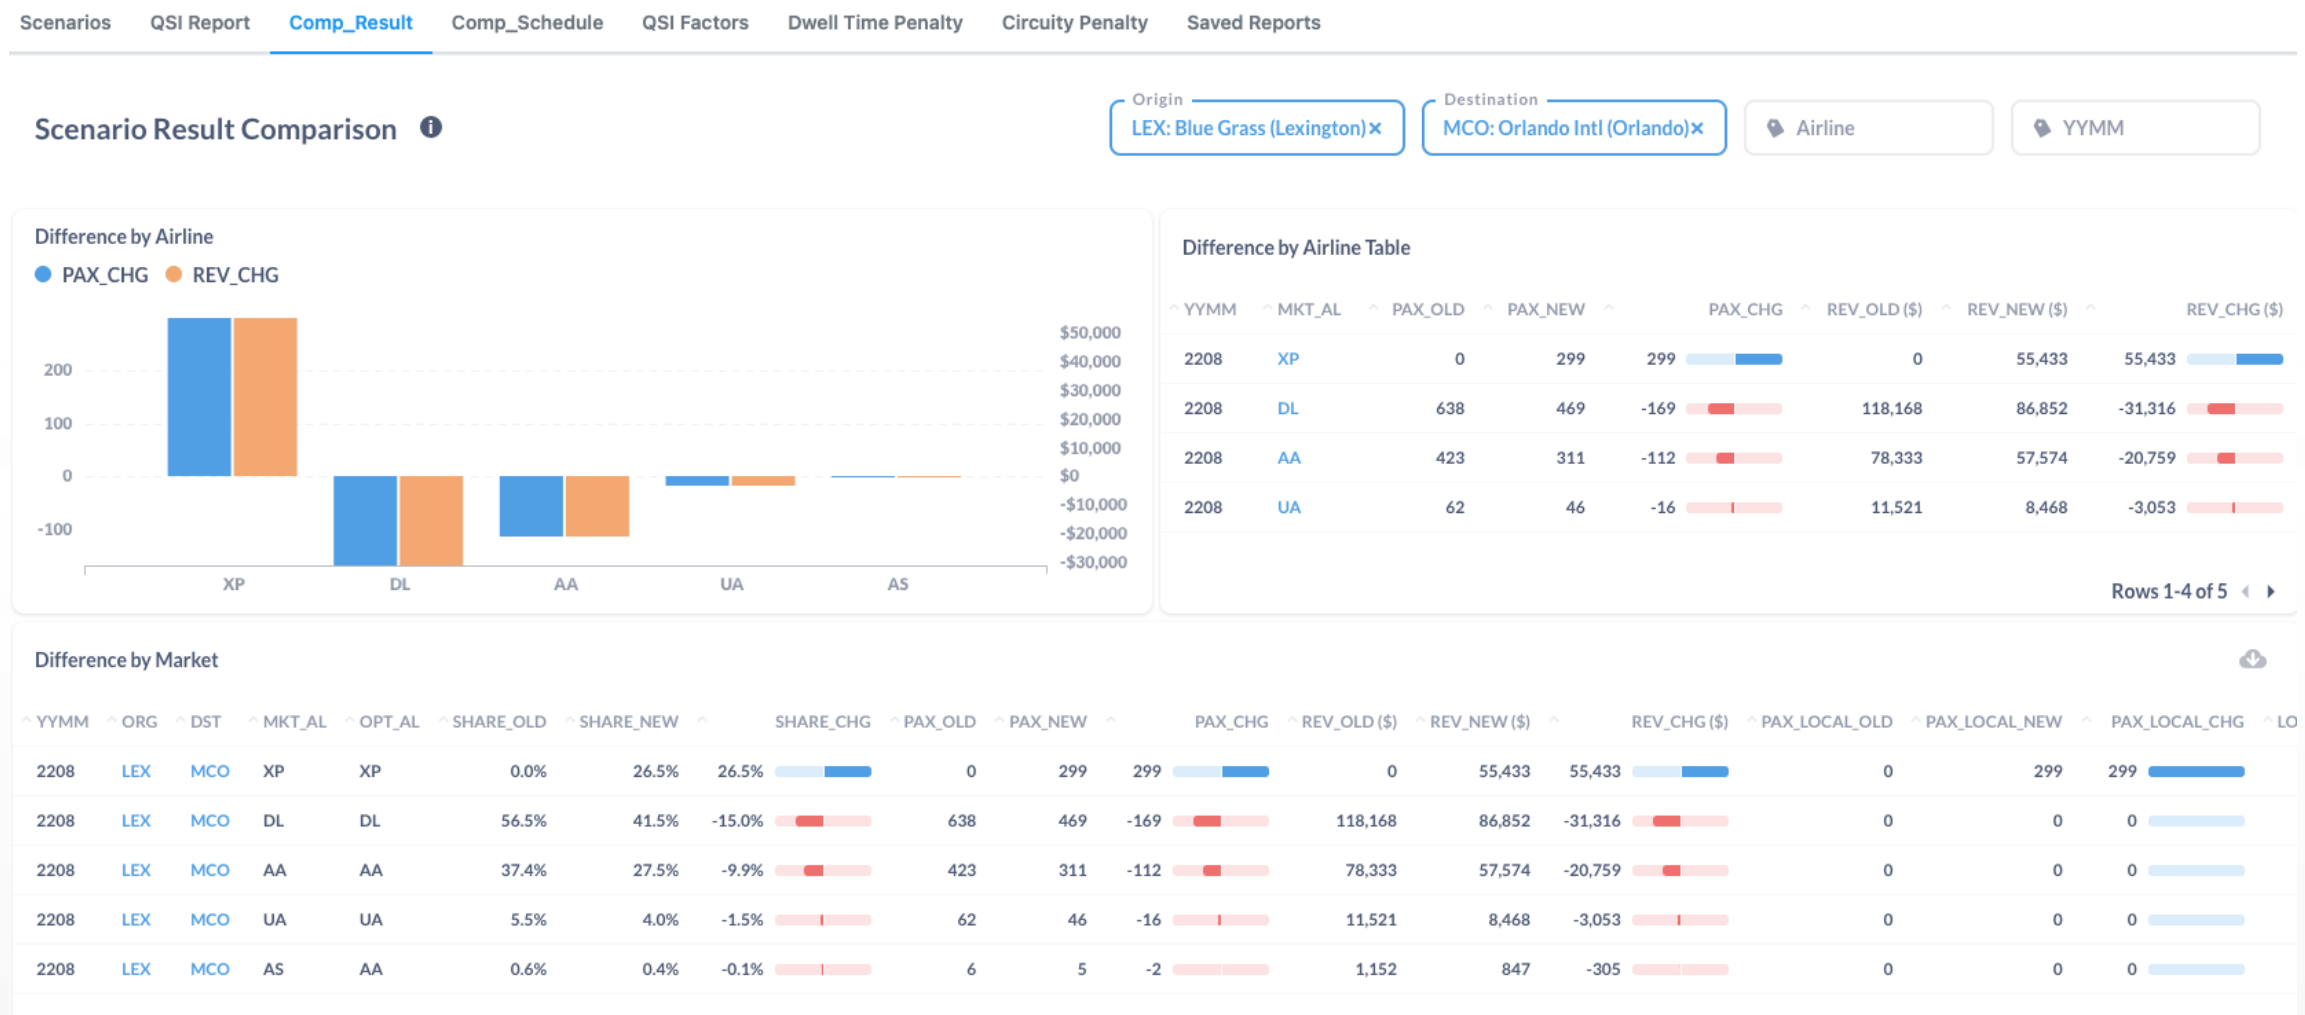 Scenarios QSI Report Comp_Result Comp_Schedule QSI Factors Dwell Time Penalty Circuity Penalty Saved Reports
Scenario Result Comparison
Origin
LEX: Blue Grass (Lexington)
Destination
MCO: Orlando Intl (Orlando)
Airline
YYMM
Difference by Airline
PAX_CHG REV_CHG
200
100
0
-100
$50,000
$40,000
$30,000
$20,000
$10,000
$0
-$10,000
-$20,000
-$30,000
XP DL AA UA AS
Difference by Airline Table
YYMM MKT_AL PAX_OLD PAX_NEW PAX_CHG REV_OLD ($) REV_NEW ($) REV_CHG ($)
2208 XP 0 299 299 0 55,433 55,433
2208 DL 638 469 -169 118,168 86,852 -31,316
2208 AA 423 311 -112 78,333 57,574 -20,759
2208 UA 62 46 -16 11,521 8,468 -3,053
Rows 1-4 of 5
Difference by Market
YYMM ORG DST MKT_AL OPT_AL SHARE_OLD SHARE_NEW SHARE_CHG PAX_OLD PAX_NEW PAX_CHG REV_OLD ($) REV_NEW ($) REV_CHG ($) PAX_LOCAL_OLD PAX_LOCAL_NEW PAX_LOCAL_CHG LO
2208 LEX MCO XP XP 0.0% 26.5% 26.5% 0 299 299 0 55,433 55,433 0 299 299
2208 LEX MCO DL DL 56.5% 41.5% -15.0% 638 469 -169 118,168 86,852 -31,316 0 0 0
2208 LEX MCO AA AA 37.4% 27.5% -9.9% 423 311 -112 78,333 57,574 -20,759 0 0 0
2208 LEX MCO UA UA 5.5% 4.0% -1.5% 62 46 -16 11,521 8,468 -3,053 0 0 0
2208 LEX MCO AS AA 0.6% 0.4% -0.1% 6 5 -2 1,152 847 -305 0 0 0